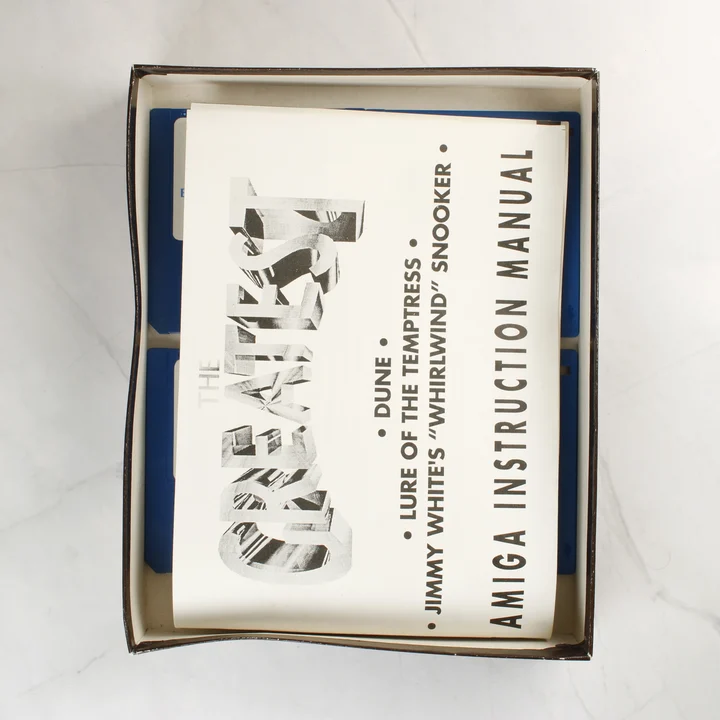 THE
GREATEST
• DUNE •
• LURE OF THE TEMPTRESS •
• JIMMY WHITE'S "WHIRLWIND" SNOOKER •
AMIGA INSTRUCTION MANUAL